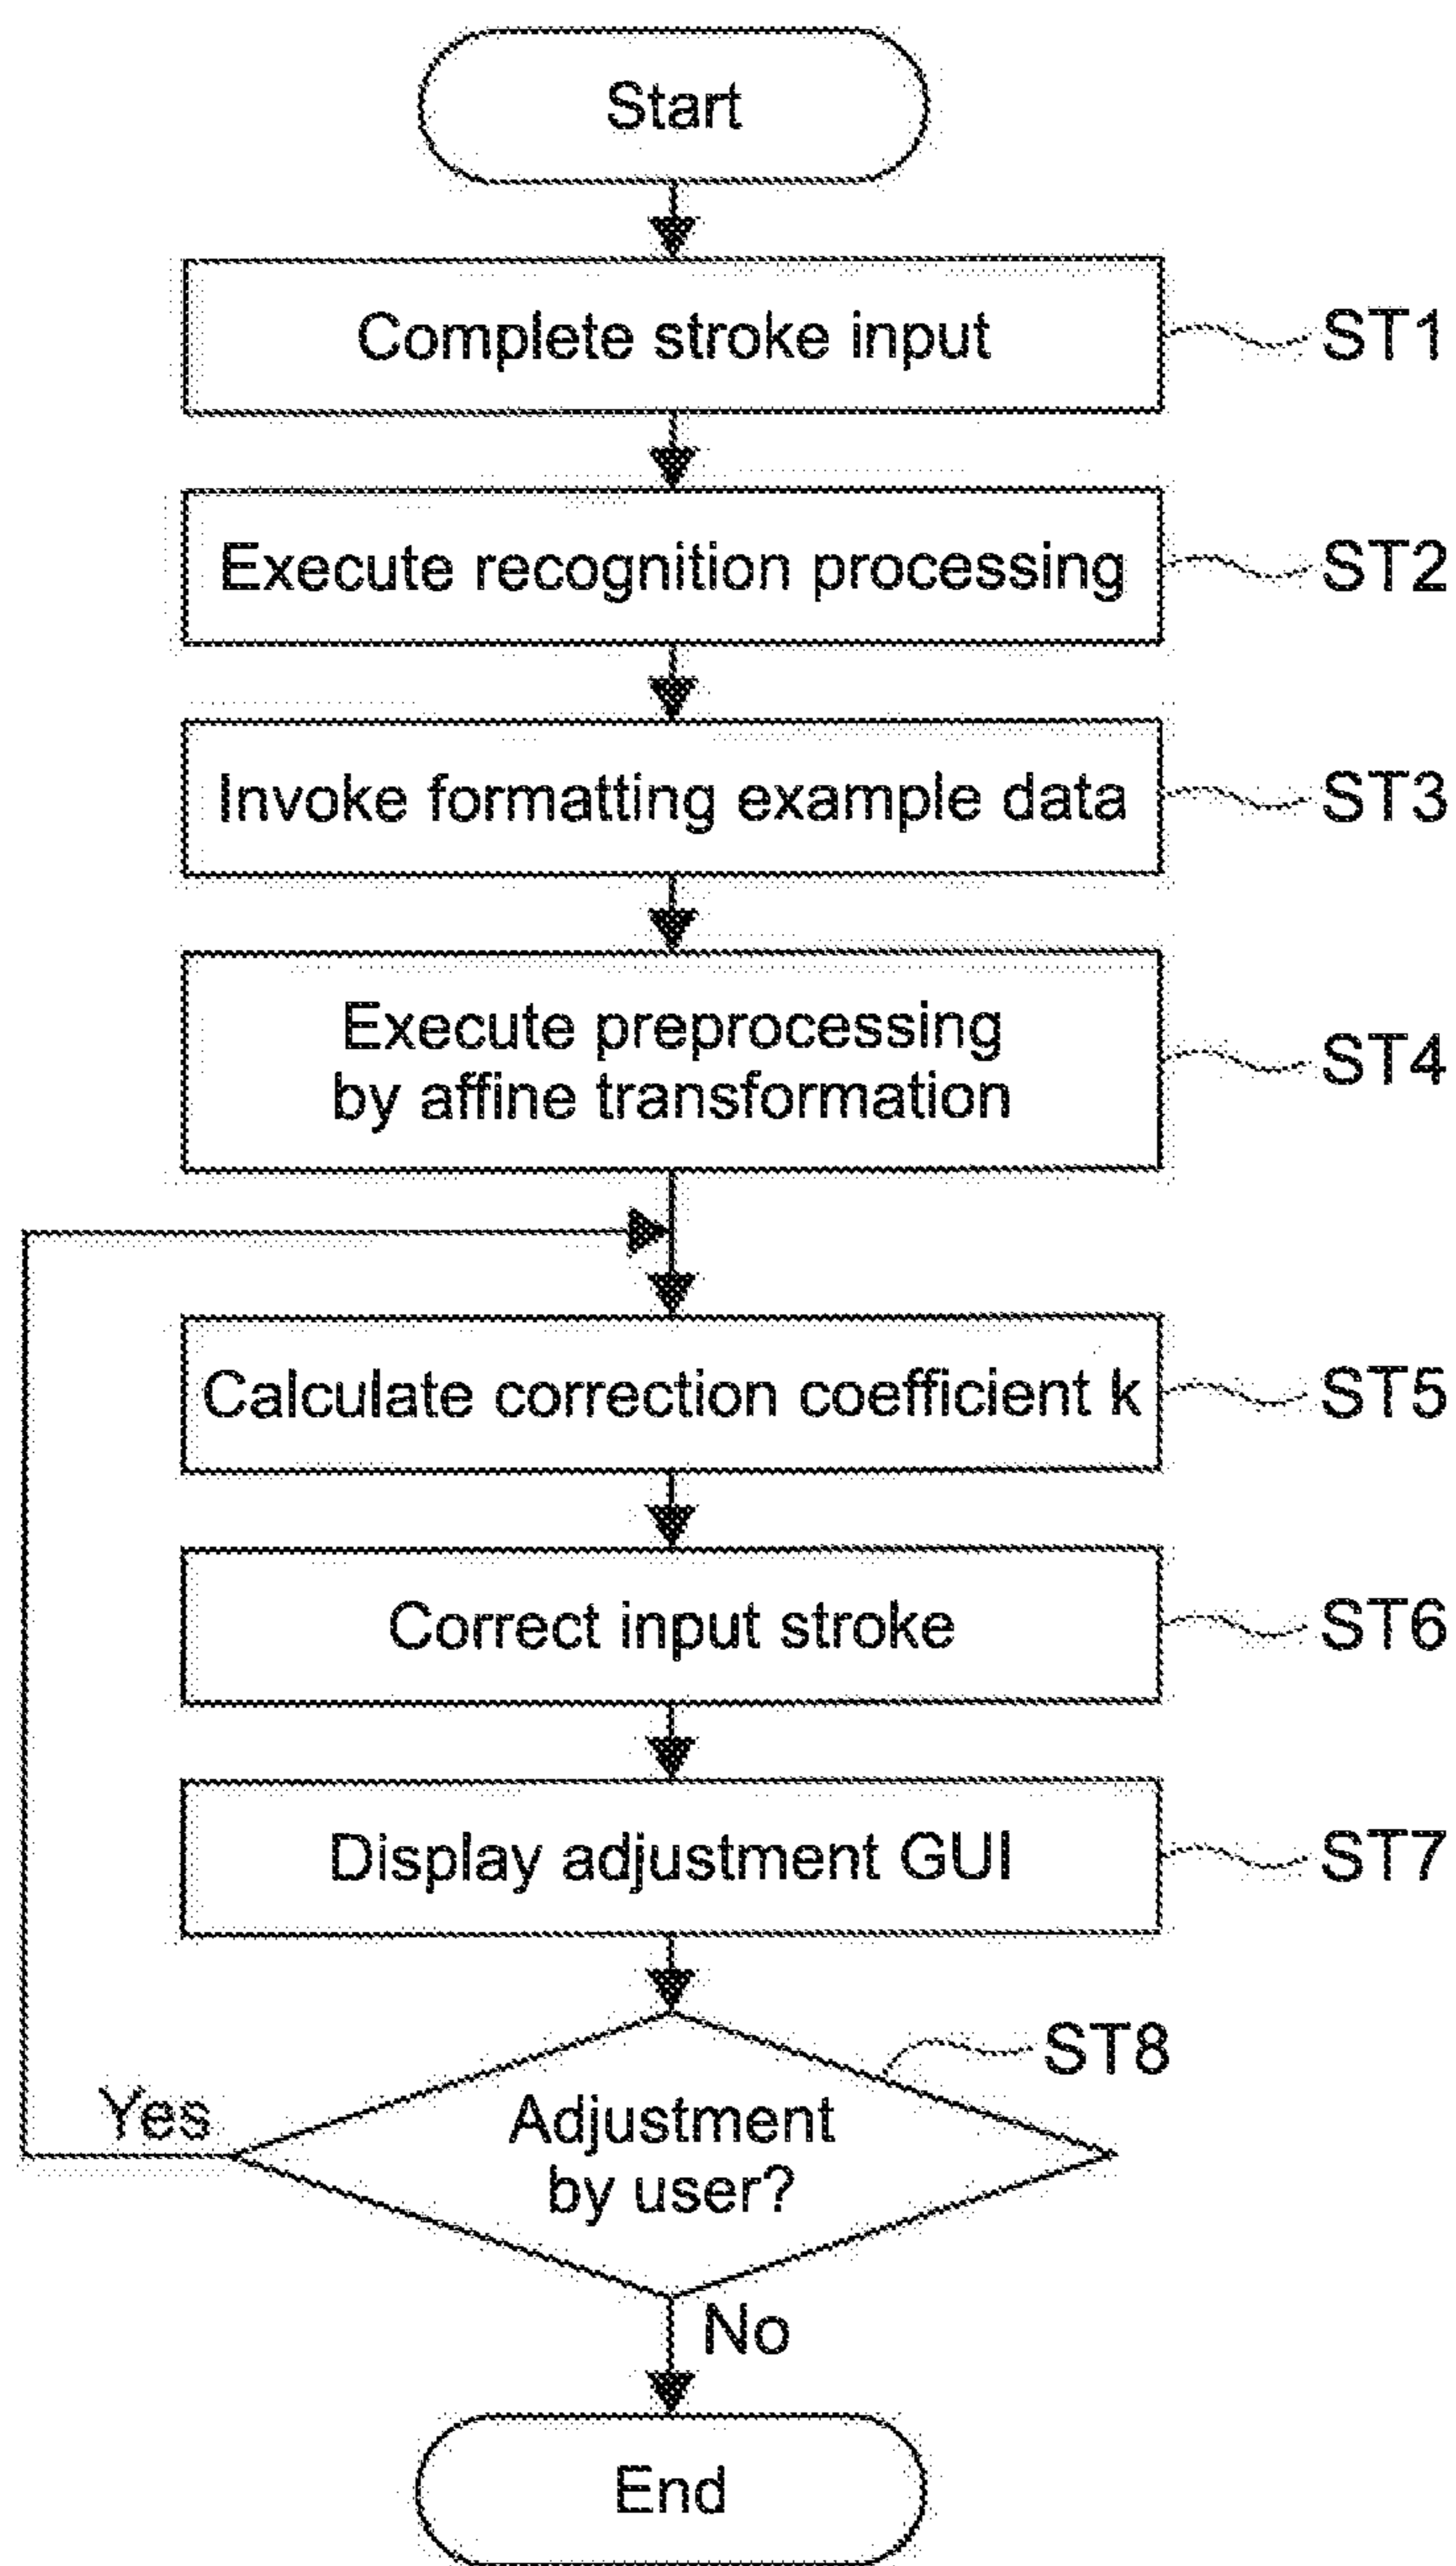 Start
Complete stroke input
ST1
Execute recognition processing
ST2
Invoke formatting example data
ST3
Execute preprocessing
by affine transformation
ST4
Calculate correction coefficient k
ST5
Correct input stroke
ST6
Display adjustment GUI
ST7
ST8
Yes
Adjustment
by user?
No
End